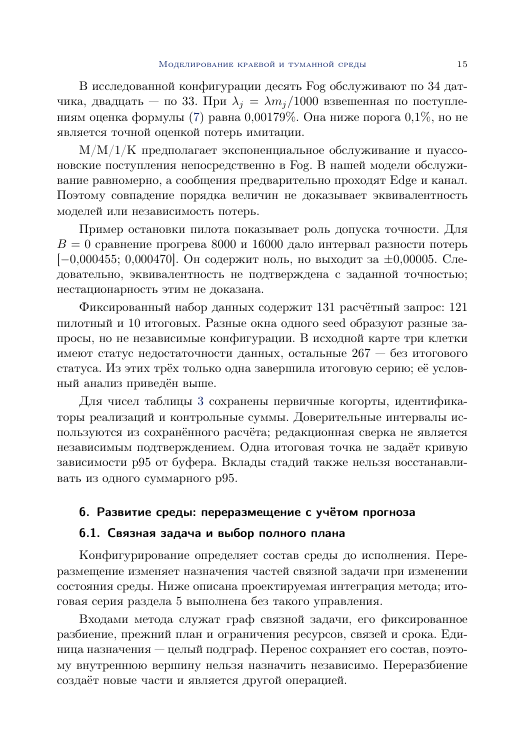 Моделирование краевой и туманной среды 15
В исследованной конфигурации десять Fog обслуживают по 34 дат-
чика, двадцать — по 33. При λj = λmj/1000 взвешенная по поступле-
ниям оценка формулы (7) равна 0,00179%. Она ниже порога 0,1%, но не
является точной оценкой потерь имитации.
M/M/1/K предполагает экспоненциальное обслуживание и пуассо-
новские поступления непосредственно в Fog. В нашей модели обслужи-
вание равномерно, а сообщения предварительно проходят Edge и канал.
Поэтому совпадение порядка величин не доказывает эквивалентность
моделей или независимость потерь.
Пример остановки пилота показывает роль допуска точности. Для
B = 0 сравнение прогрева 8000 и 16000 дало интервал разности потерь
[−0,000455; 0,000470]. Он содержит ноль, но выходит за ±0,00005. Сле-
довательно, эквивалентность не подтверждена с заданной точностью;
нестационарность этим не доказана.
Фиксированный набор данных содержит 131 расчётный запрос: 121
пилотный и 10 итоговых. Разные окна одного seed образуют разные за-
просы, но не независимые конфигурации. В исходной карте три клетки
имеют статус недостаточности данных, остальные 267 — без итогового
статуса. Из этих трёх только одна завершила итоговую серию; её услов-
ный анализ приведён выше.
Для чисел таблицы 3 сохранены первичные когорты, идентифика-
торы реализаций и контрольные суммы. Доверительные интервалы ис-
пользуются из сохранённого расчёта; редакционная сверка не является
независимым подтверждением. Одна итоговая точка не задаёт кривую
зависимости p95 от буфера. Вклады стадий также нельзя восстанавли-
вать из одного суммарного p95.
6. Развитие среды: переразмещение с учётом прогноза
6.1. Связная задача и выбор полного плана
Конфигурирование определяет состав среды до исполнения. Пере-
размещение изменяет назначения частей связной задачи при изменении
состояния среды. Ниже описана проектируемая интеграция метода; ито-
говая серия раздела 5 выполнена без такого управления.
Входами метода служат граф связной задачи, его фиксированное
разбиение, прежний план и ограничения ресурсов, связей и срока. Еди-
ница назначения — целый подграф. Перенос сохраняет его состав, поэто-
му внутреннюю вершину нельзя назначить независимо. Переразбиение
создаёт новые части и является другой операцией.